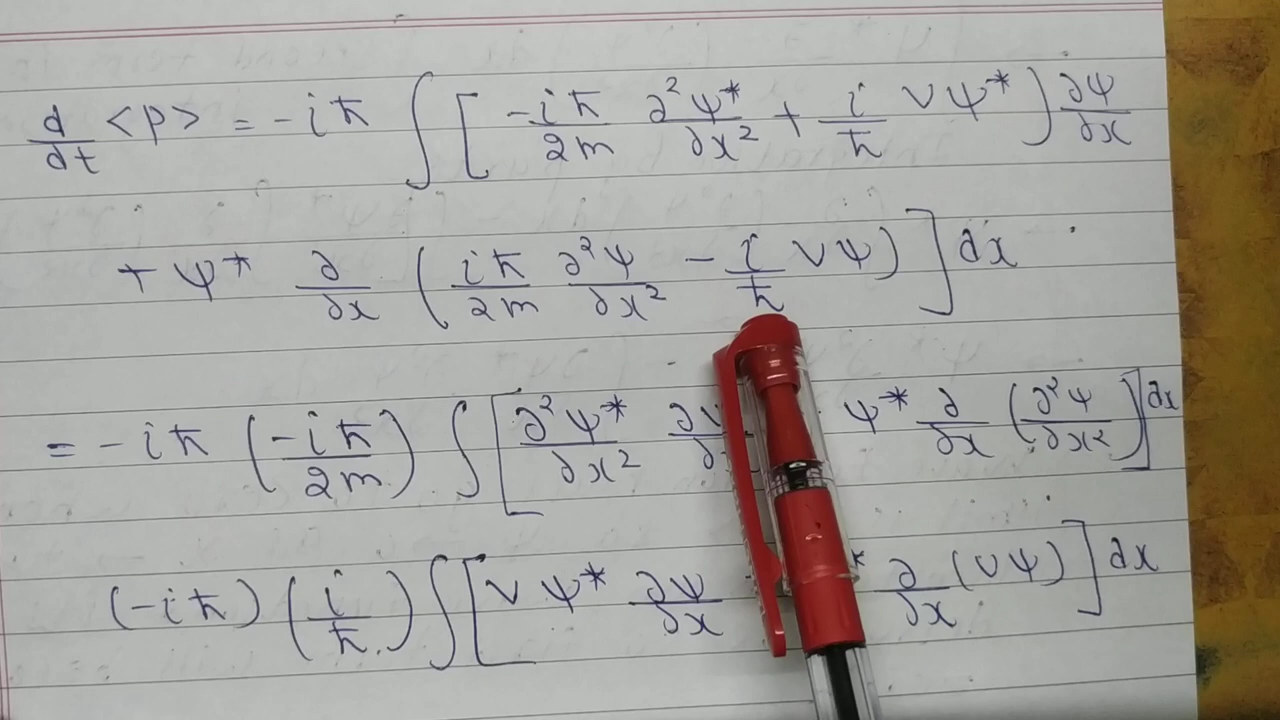 d/dt <p> = -iħ ∫ [ -iħ/2m ∂²ψ*/∂x² + i/ħ Vψ* ) ∂ψ/∂x
+ ψ* ∂/∂x ( iħ/2m ∂²ψ/∂x² - i/ħ Vψ ) ] dx
= -iħ ( -iħ/2m ) ∫ [ ∂²ψ*/∂x² ψ* ∂/∂x ( ∂²ψ/∂x² ) ] dx
(-iħ) ( i/ħ ) ∫ [ Vψ* ∂ψ/∂x * ∂/∂x (Vψ) ] dx